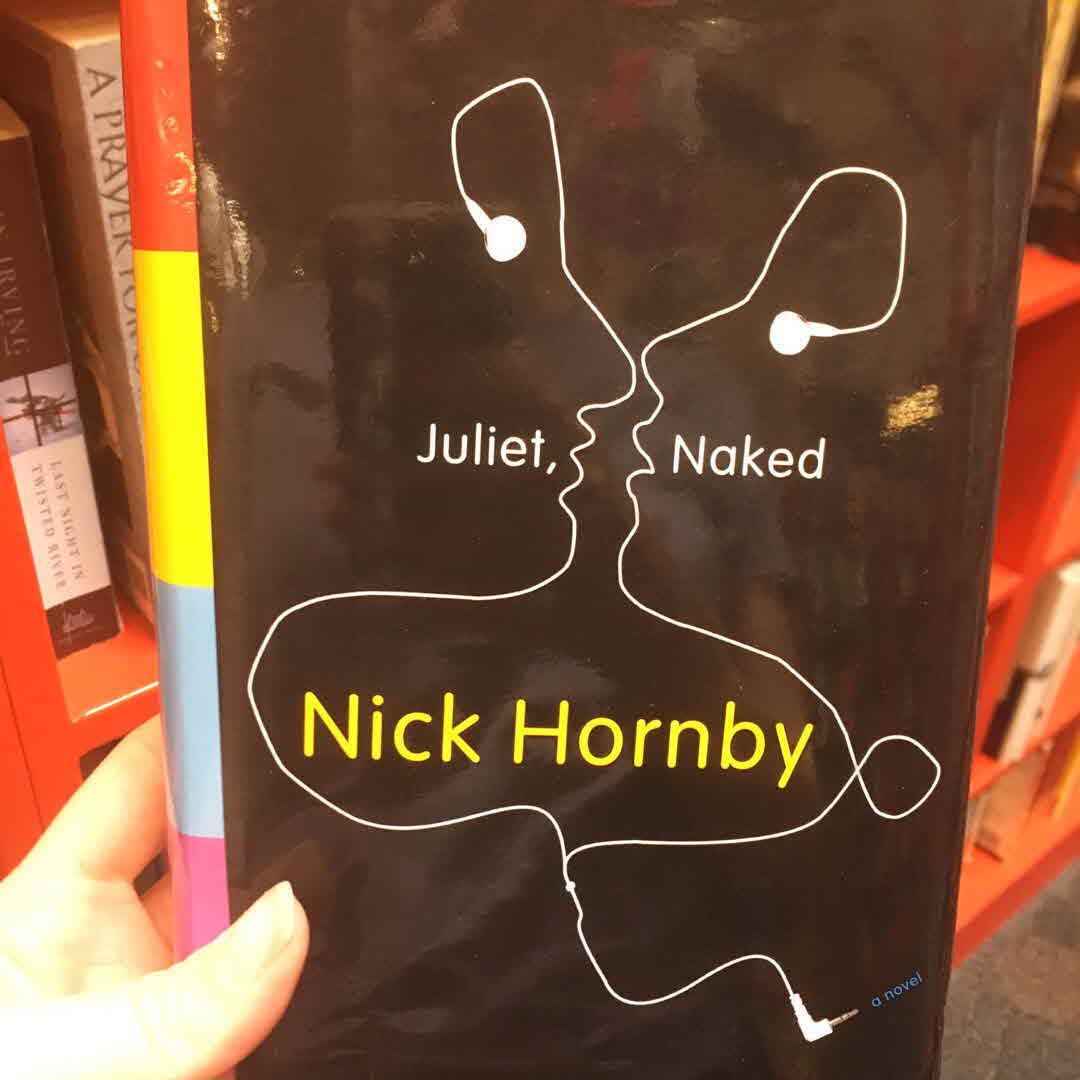 Juliet, Naked
Nick Hornby
a novel
A PRAYER FOR
IRVING
LAST NIGHT IN
TWISTED RIVER